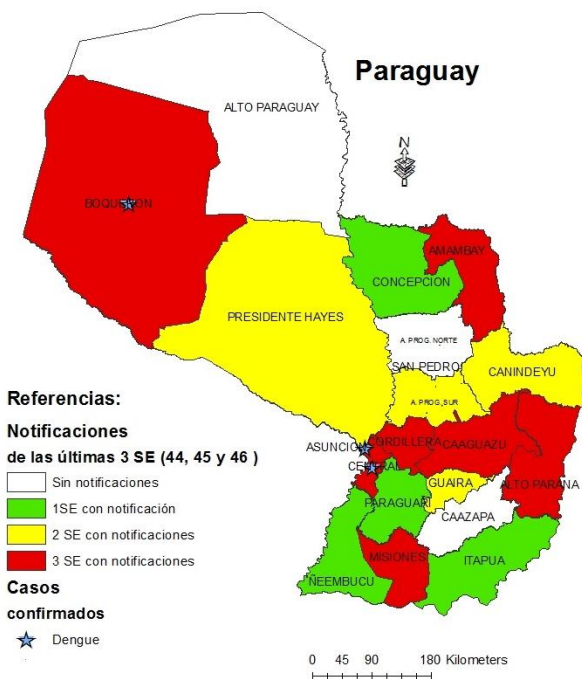 Paraguay
ALTO PARAGUAY
N
BOQUERON
AMAMBAY
CONCEPCION
PRESIDENTE HAYES
A. PROG. NORTE
SAN PEDRO
CANINDEYU
A. PROG. SUR
Referencias:
Notificaciones
de las últimas 3 SE (44, 45 y 46 )
Sin notificaciones
1SE con notificación
2 SE con notificaciones
3 SE con notificaciones
Casos
confirmados
Dengue
ASUNCION
CORDILLERA
CAAGUAZU
CENTRAL
GUAIRA
ALTO PARANA
PARAGUARI
CAAZAPA
MISIONES
ITAPUA
ÑEEMBUCU
0 45 90 180 Kilometers